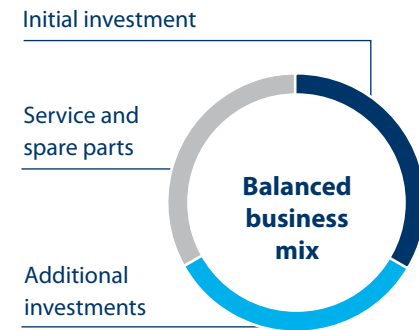 Initial investment
Service and
spare parts
Balanced
business
mix
Additional
investments